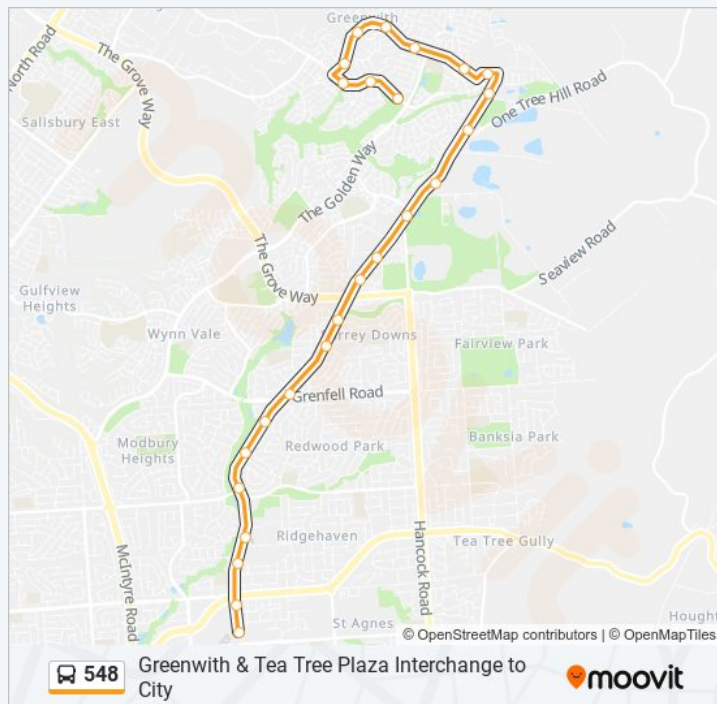 Greenwith
North Road
The Grove Way
Salisbury East
One Tree Hill Road
The Golden Way
Seaview Road
The Grove Way
Gulfview
Heights
Wynn Vale
rrey Downs
Fairview Park
Grenfell Road
Modbury
Heights
Redwood Park
Banksia Park
McIntyre Road
Ridgehaven
Hancock Road
Tea Tree Gully
St Agnes
Hought
© OpenStreetMap contributors | © OpenMapTiles
548
Greenwith & Tea Tree Plaza Interchange to
City
moovit